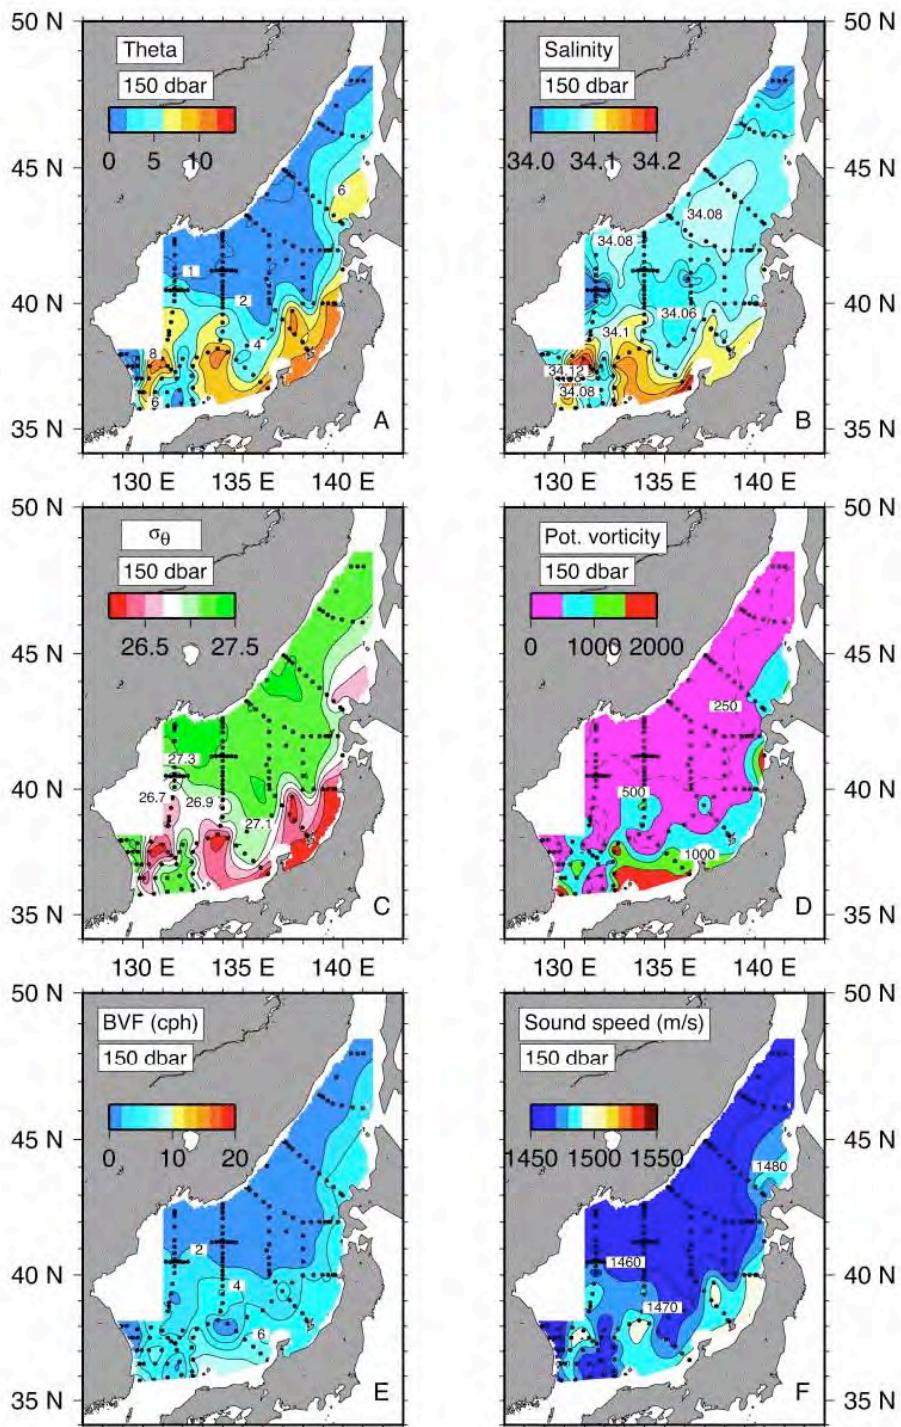 50 N 50 N
Theta Salinity
150 dbar 150 dbar
0 5 10 34.0 34.1 34.2
45 N 45 N
6 34.08
34.08
1
40 N 40 N
2 34.06
4 34.1
8 34.12
6 34.08
35 N A B 35 N
130 E 135 E 140 E 130 E 135 E 140 E
50 N 50 N
σθ Pot. vorticity
150 dbar 150 dbar
26.5 27.5 0 1000 2000
45 N 45 N
250
27.3
40 N 40 N
26.7 26.9 500
27.1 1000
35 N C D 35 N
130 E 135 E 140 E 130 E 135 E 140 E
50 N 50 N
BVF (cph) Sound speed (m/s)
150 dbar 150 dbar
0 10 20 1450 1500 1550
45 N 45 N
1480
2 1460
40 N 40 N
4 1470
6
35 N E F 35 N